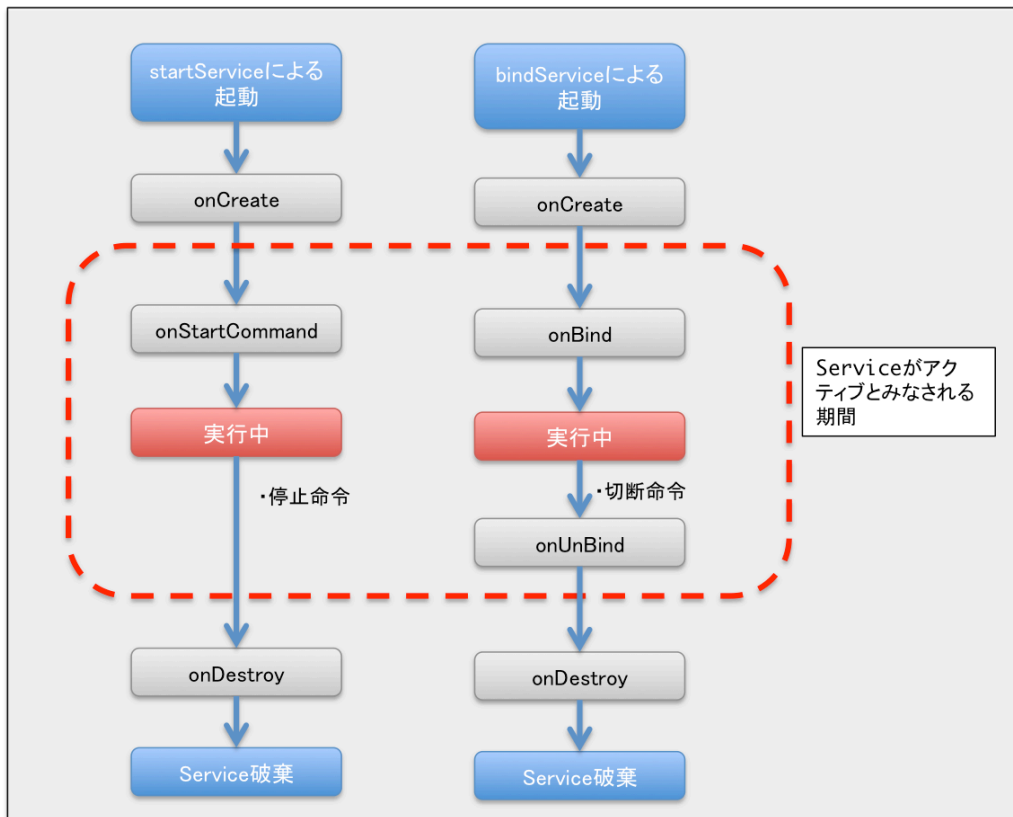 startServiceによる
起動
onCreate
onStartCommand
実行中
・停止命令
onDestroy
Service破棄
bindServiceによる
起動
onCreate
onBind
実行中
・切断命令
onUnBind
onDestroy
Service破棄
Serviceがアク
ティブとみなされる
期間